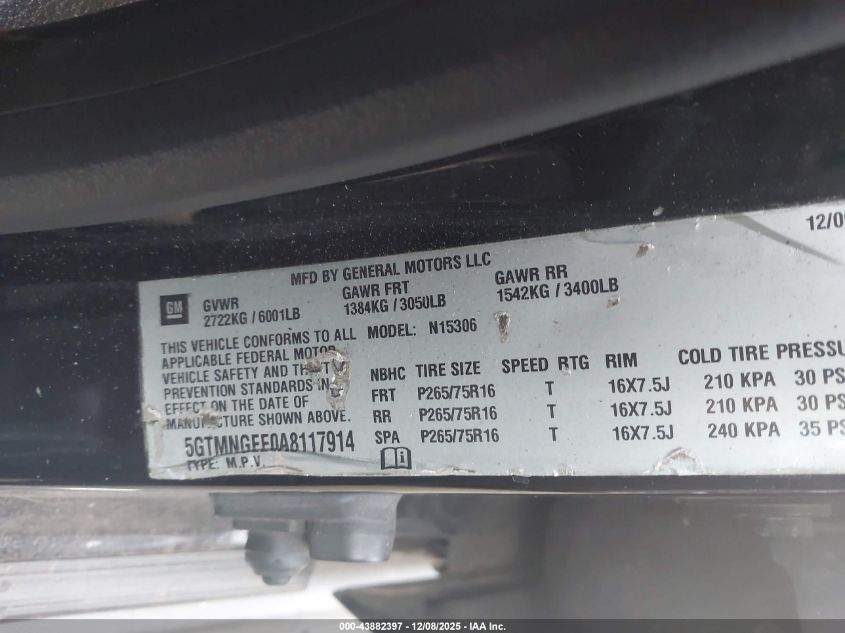 12/09
MFD BY GENERAL MOTORS LLC
GM
GVWR GAWR FRT GAWR RR
2722KG / 6001LB 1384KG / 3050LB 1542KG / 3400LB
THIS VEHICLE CONFORMS TO ALL MODEL: N15306
APPLICABLE FEDERAL MOTOR
VEHICLE SAFETY AND THEFT
PREVENTION STANDARDS IN
EFFECT ON THE DATE OF
MANUFACTURE SHOWN ABOVE.
5GTMNGEE0A8117914
TYPE: M.P.V.
NBHC TIRE SIZE SPEED RTG RIM COLD TIRE PRESSU
FRT P265/75R16 T 16X7.5J 210 KPA 30 PS
RR P265/75R16 T 16X7.5J 210 KPA 30 PS
SPA P265/75R16 T 16X7.5J 240 KPA 35 PS
000-43882397 - 12/08/2025 - IAA Inc.